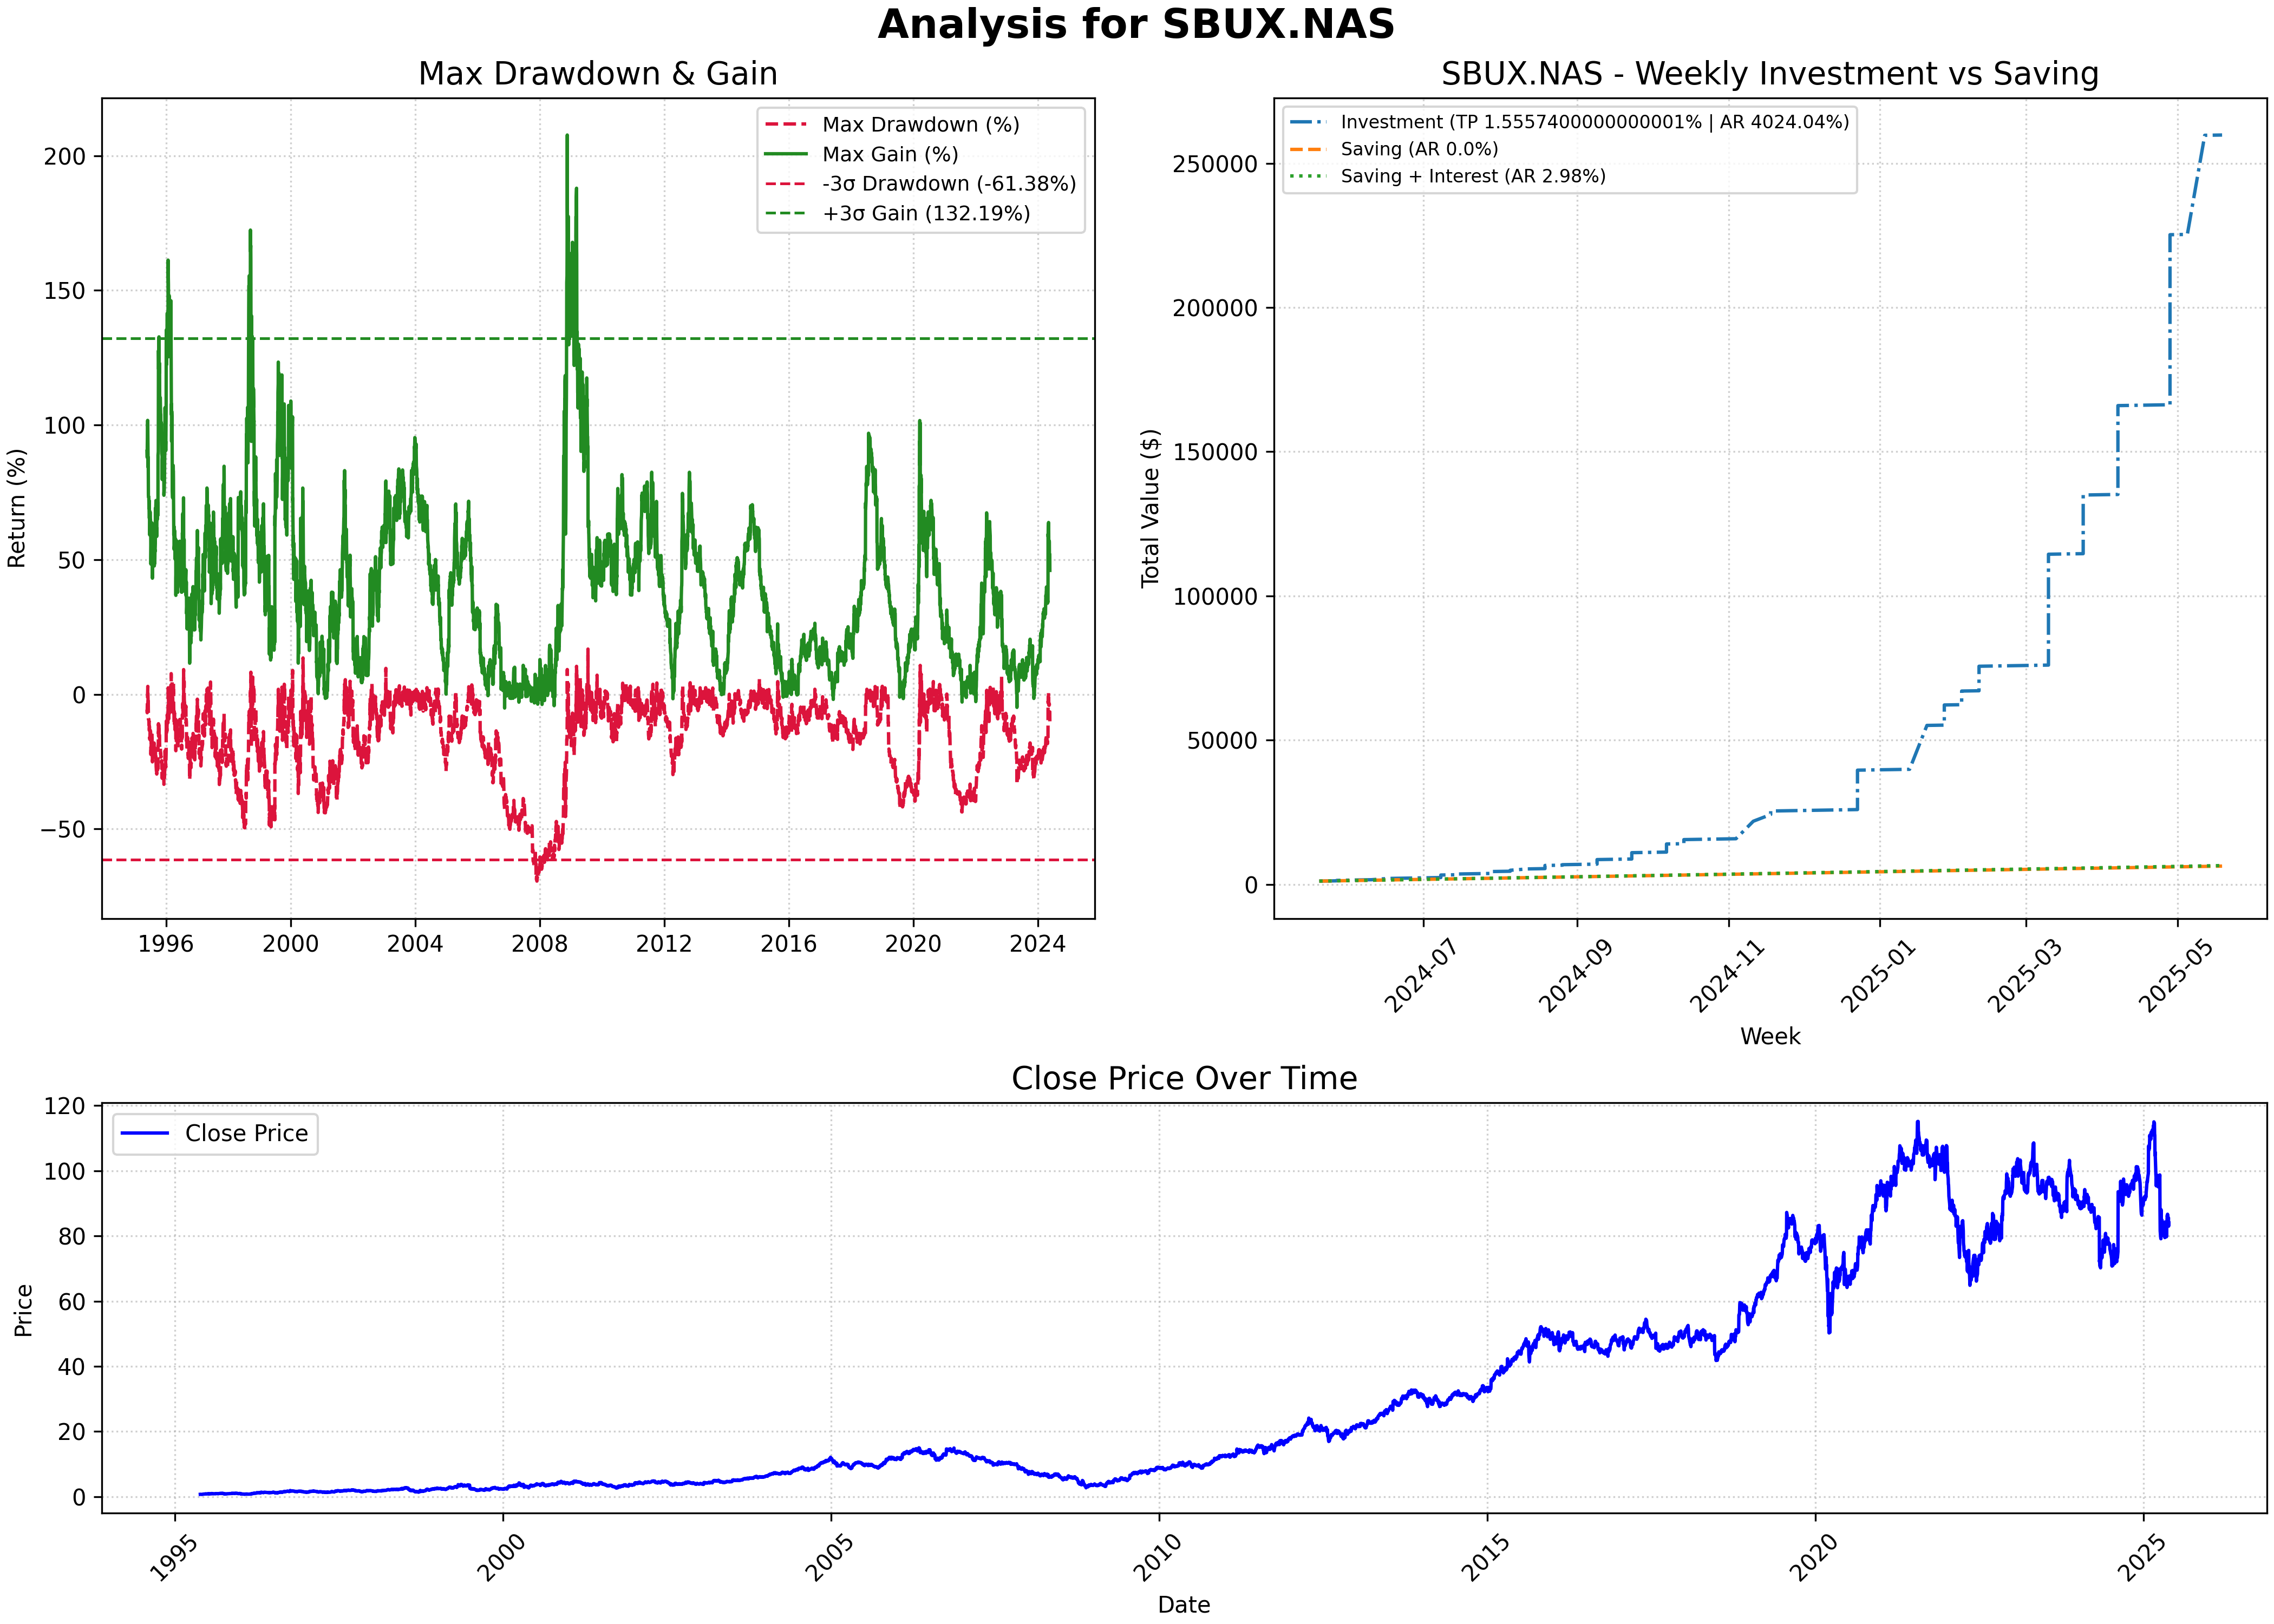 Analysis for SBUX.NAS
Max Drawdown & Gain
Return (%)
200
150
100
50
0
−50
1996
2000
2004
2008
2012
2016
2020
2024
Max Drawdown (%)
Max Gain (%)
-3σ Drawdown (-61.38%)
+3σ Gain (132.19%)
SBUX.NAS - Weekly Investment vs Saving
Total Value ($)
250000
200000
150000
100000
50000
0
2024-07
2024-09
2024-11
2025-01
2025-03
2025-05
Week
Investment (TP 1.5557400000000001% | AR 4024.04%)
Saving (AR 0.0%)
Saving + Interest (AR 2.98%)
Close Price Over Time
Price
120
100
80
60
40
20
0
1995
2000
2005
2010
2015
2020
2025
Date
Close Price